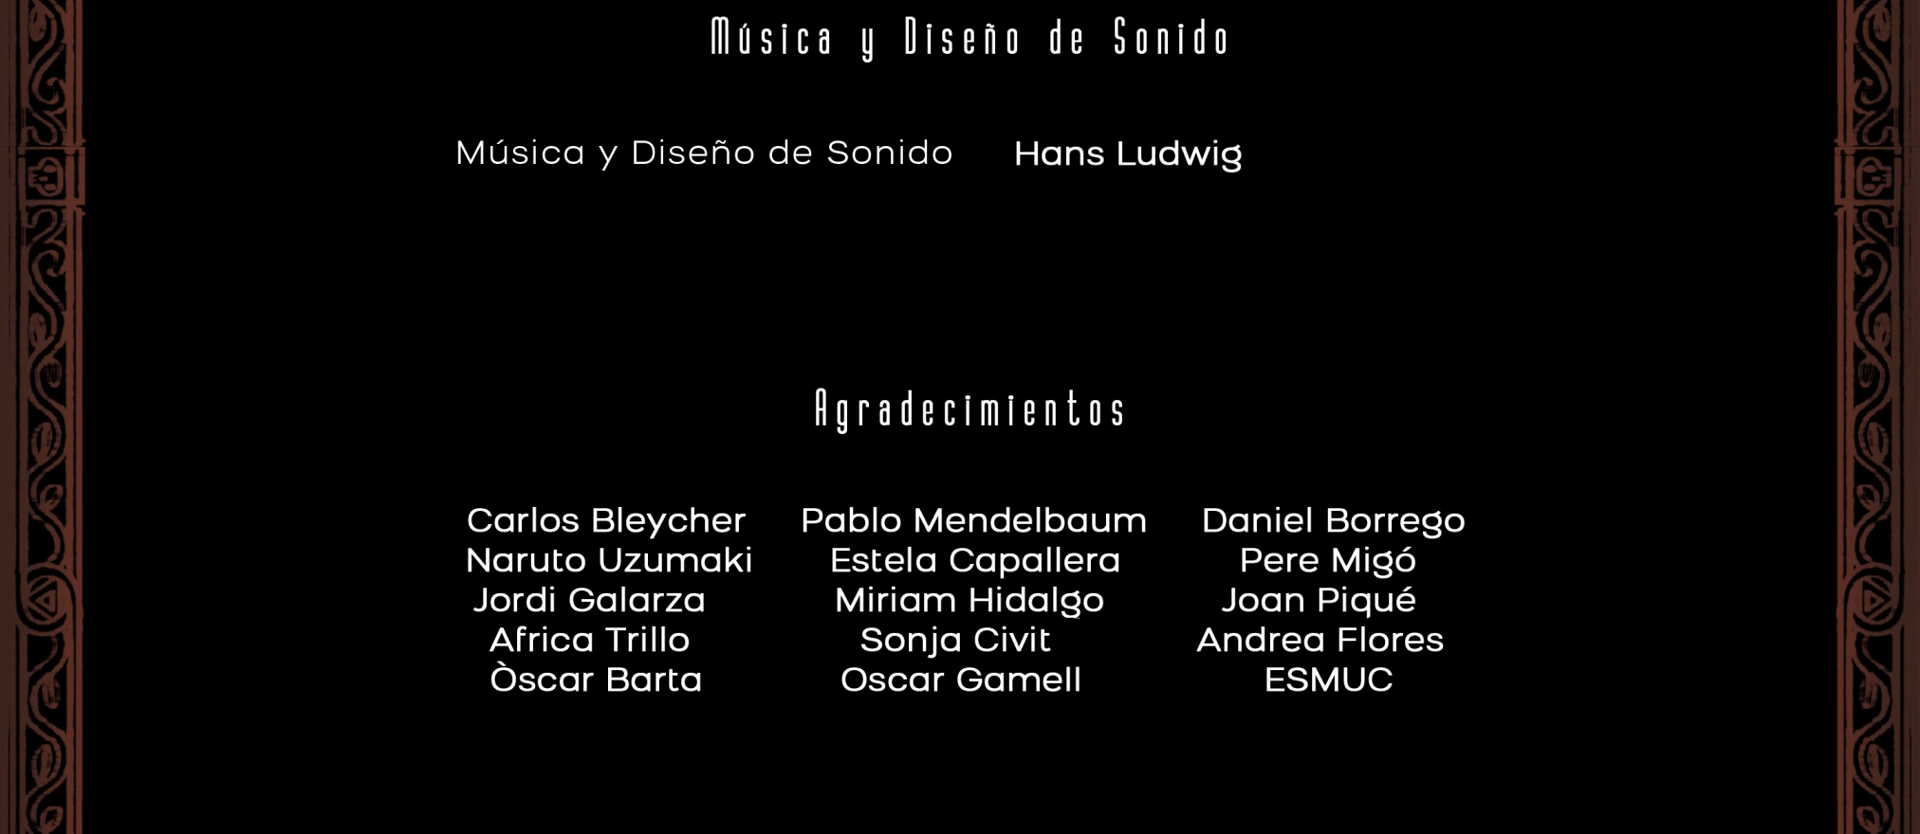 Música y Diseño de Sonido
Música y Diseño de Sonido Hans Ludwig
Agradecimientos
Carlos Bleycher Pablo Mendelbaum Daniel Borrego
Naruto Uzumaki Estela Capallera Pere Migó
Jordi Galarza Miriam Hidalgo Joan Piqué
Africa Trillo Sonja Civit Andrea Flores
Òscar Barta Oscar Gamell ESMUC